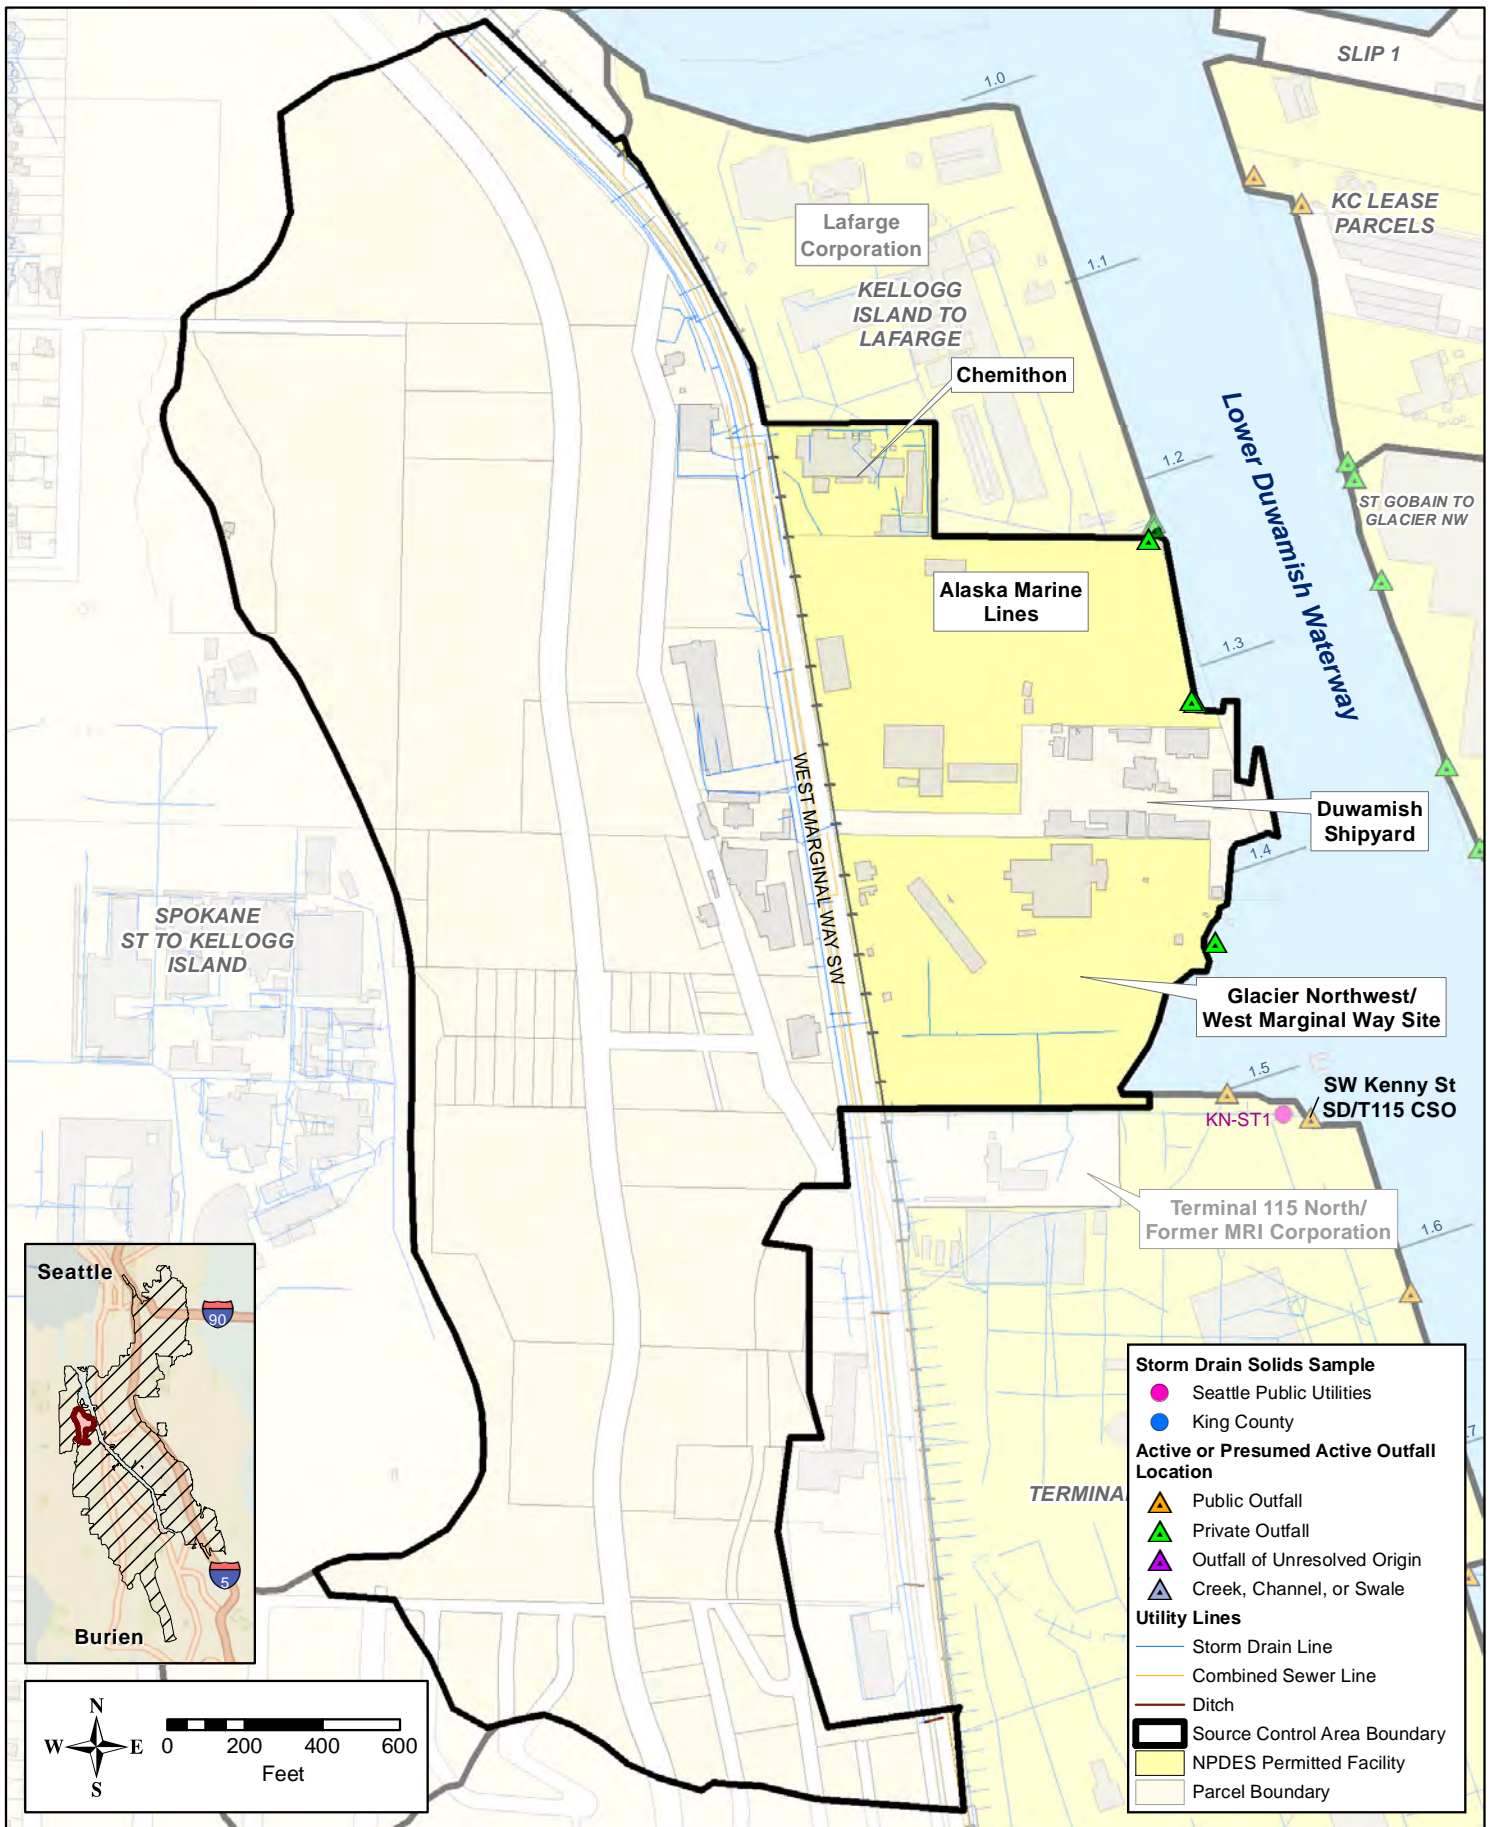 SLIP 1
1.0
KC LEASE
PARCELS
Lafarge
Corporation
1.1
KELLOGG
ISLAND TO
LAFARGE
Chemithon
Lower Duwamish Waterway
1.2
ST GOBAIN TO
GLACIER NW
Alaska Marine
Lines
1.3
WEST MARGINAL WAY SW
Duwamish
Shipyard
1.4
SPOKANE
ST TO KELLOGG
ISLAND
Glacier Northwest/
West Marginal Way Site
1.5
SW Kenny St
SD/T115 CSO
KN-ST1
Terminal 115 North/
Former MRI Corporation
1.6
Seattle
90
5
Burien
TERMINA
.7
Storm Drain Solids Sample
Seattle Public Utilities
King County
Active or Presumed Active Outfall
Location
Public Outfall
Private Outfall
Outfall of Unresolved Origin
Creek, Channel, or Swale
Utility Lines
Storm Drain Line
Combined Sewer Line
Ditch
Source Control Area Boundary
NPDES Permitted Facility
Parcel Boundary
N
W E
S
0 200 400 600
Feet